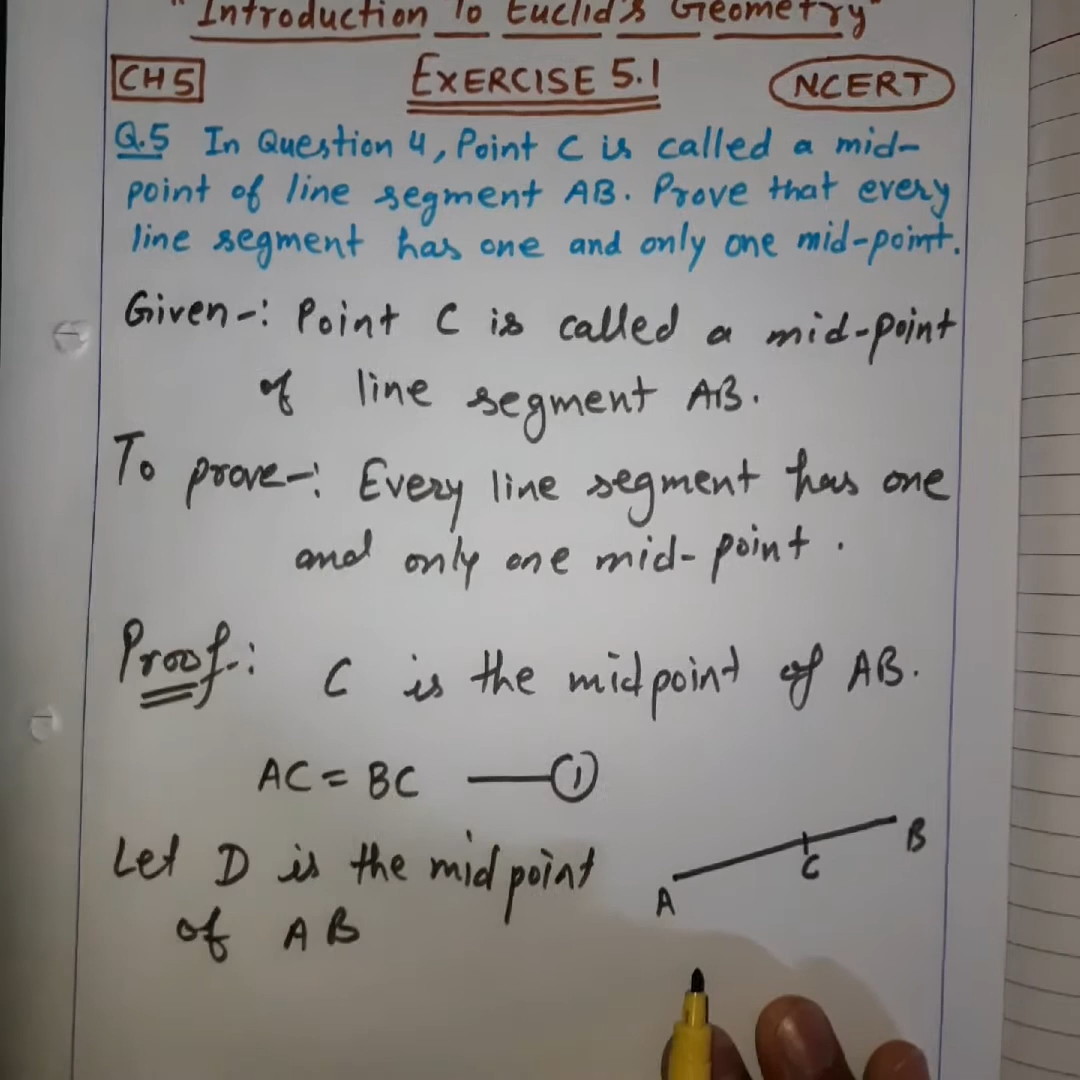 "Introduction To Euclid's Geometry"
CH 5 EXERCISE 5.1 NCERT
Q.5 In Question 4, Point C is called a mid-
point of line segment AB. Prove that every
line segment has one and only one mid-point.
Given-: Point C is called a mid-point
of line segment AB.
To prove-: Every line segment has one
and only one mid-point.
Proof-: C is the midpoint of AB.
AC = BC —— 1
Let D is the midpoint
of AB
A C B